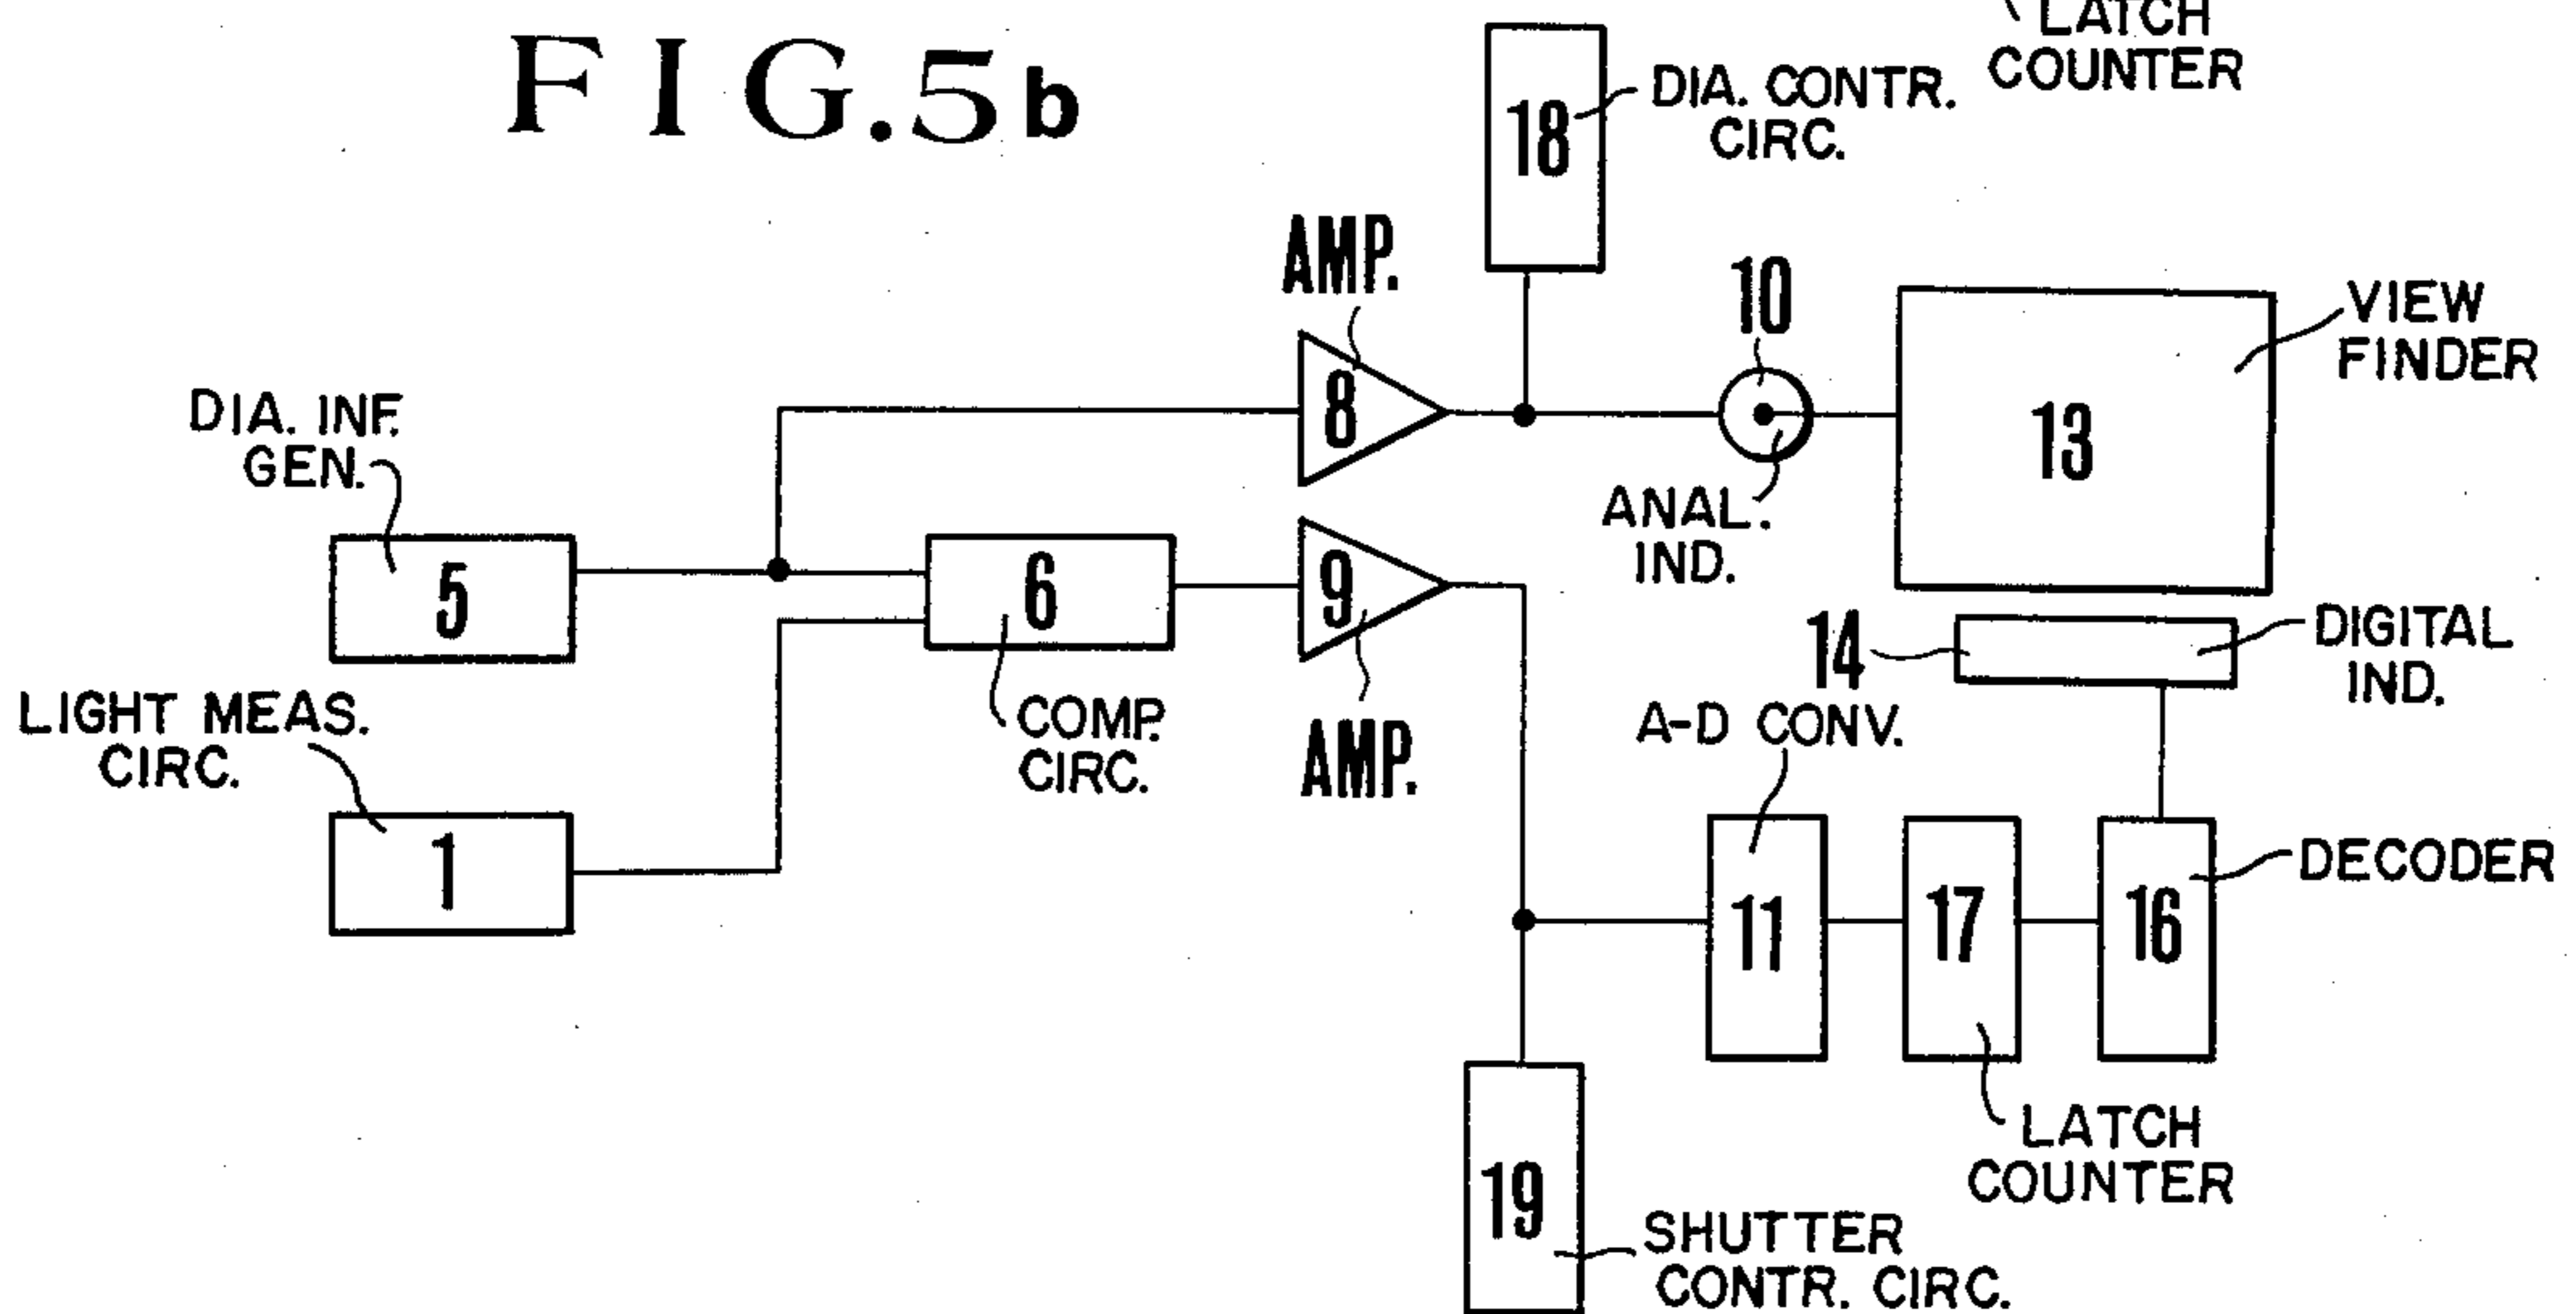 LATCH
COUNTER
FIG.5b
18
DIA. CONTR.
CIRC.
AMP.
8
10
ANAL.
IND.
13
VIEW
FINDER
DIA. INF.
GEN.
5
6
COMP.
CIRC.
9
AMP.
14
DIGITAL
IND.
LIGHT MEAS.
CIRC.
1
A-D CONV.
11
17
16
DECODER
LATCH
COUNTER
19
SHUTTER
CONTR. CIRC.